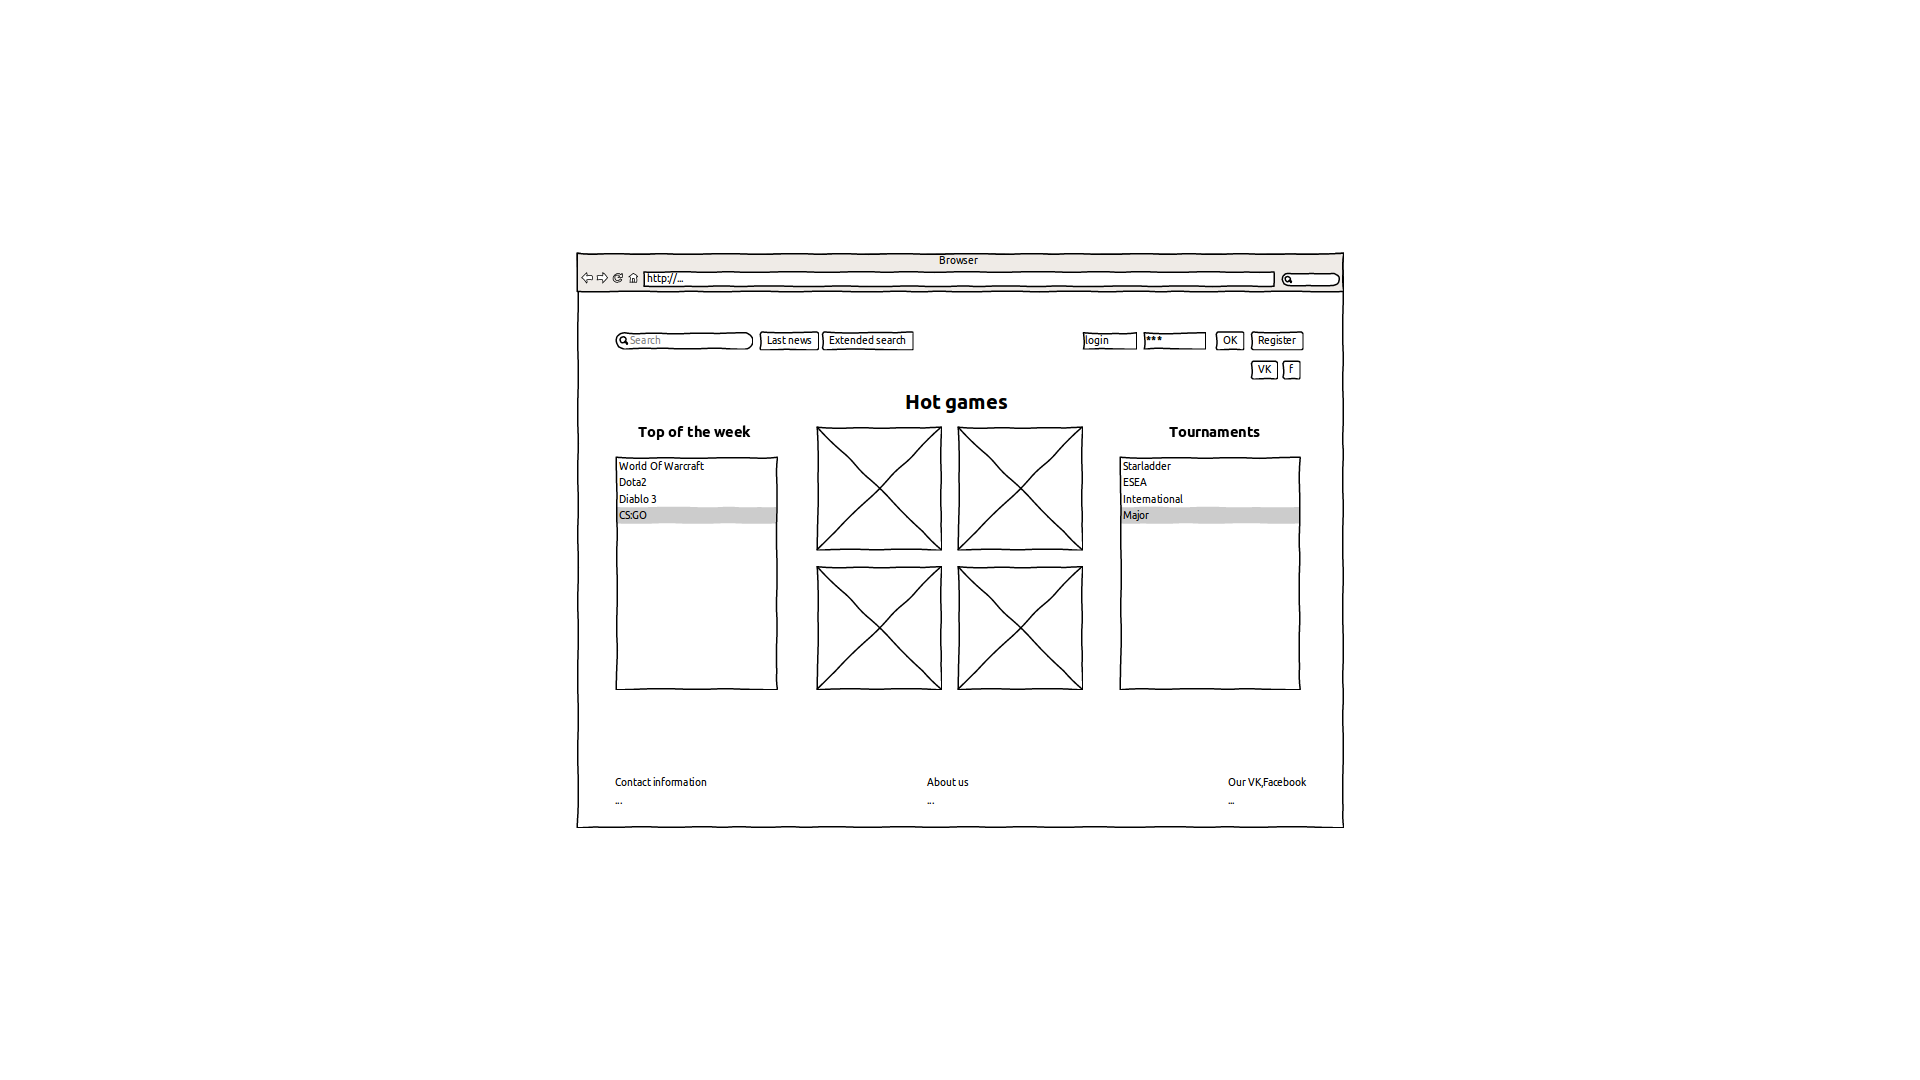 Browser
http://...
Search
Last news
Extended search
login
***
OK
Register
VK
f
Hot games
Top of the week
World Of Warcraft
Dota2
Diablo 3
CS:GO
Tournaments
Starladder
ESEA
International
Major
Contact information
...
About us
...
Our VK,Facebook
...